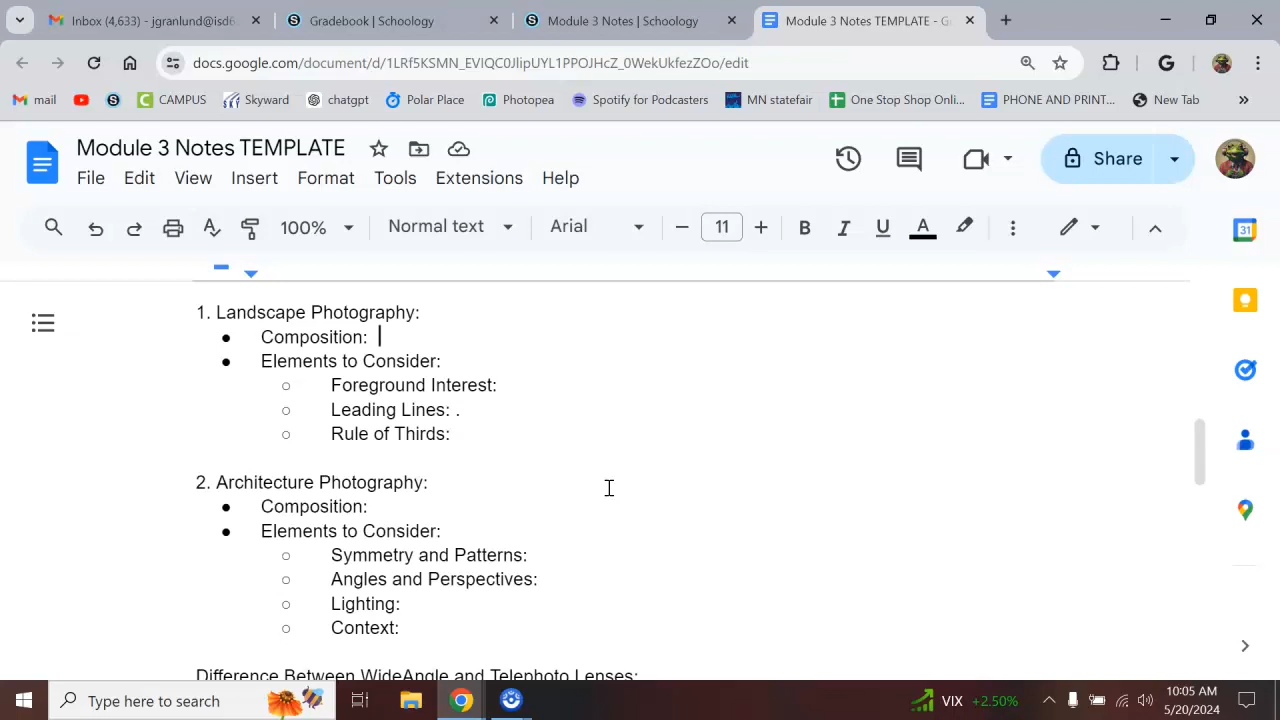 Inbox (4,633) - jgranlund@isd6.
Gradebook | Schoology
Module 3 Notes | Schoology
Module 3 Notes TEMPLATE - G
docs.google.com/document/d/1LRf5KSMN_EVIQC0JlipUYL1PPOJHcZ_0WekUkfezZOo/edit
mail
CAMPUS
Skyward
chatgpt
Polar Place
Photopea
Spotify for Podcasters
MN statefair
One Stop Shop Onli...
PHONE AND PRINT...
New Tab
Module 3 Notes TEMPLATE
File Edit View Insert Format Tools Extensions Help
Share
100% Normal text Arial 11 B I U A
31
1. Landscape Photography:
● Composition:
● Elements to Consider:
○ Foreground Interest:
○ Leading Lines: .
○ Rule of Thirds:
2. Architecture Photography:
● Composition:
● Elements to Consider:
○ Symmetry and Patterns:
○ Angles and Perspectives:
○ Lighting:
○ Context:
Difference Between WideAngle and Telephoto Lenses:
Type here to search
VIX +2.50%
10:05 AM
5/20/2024